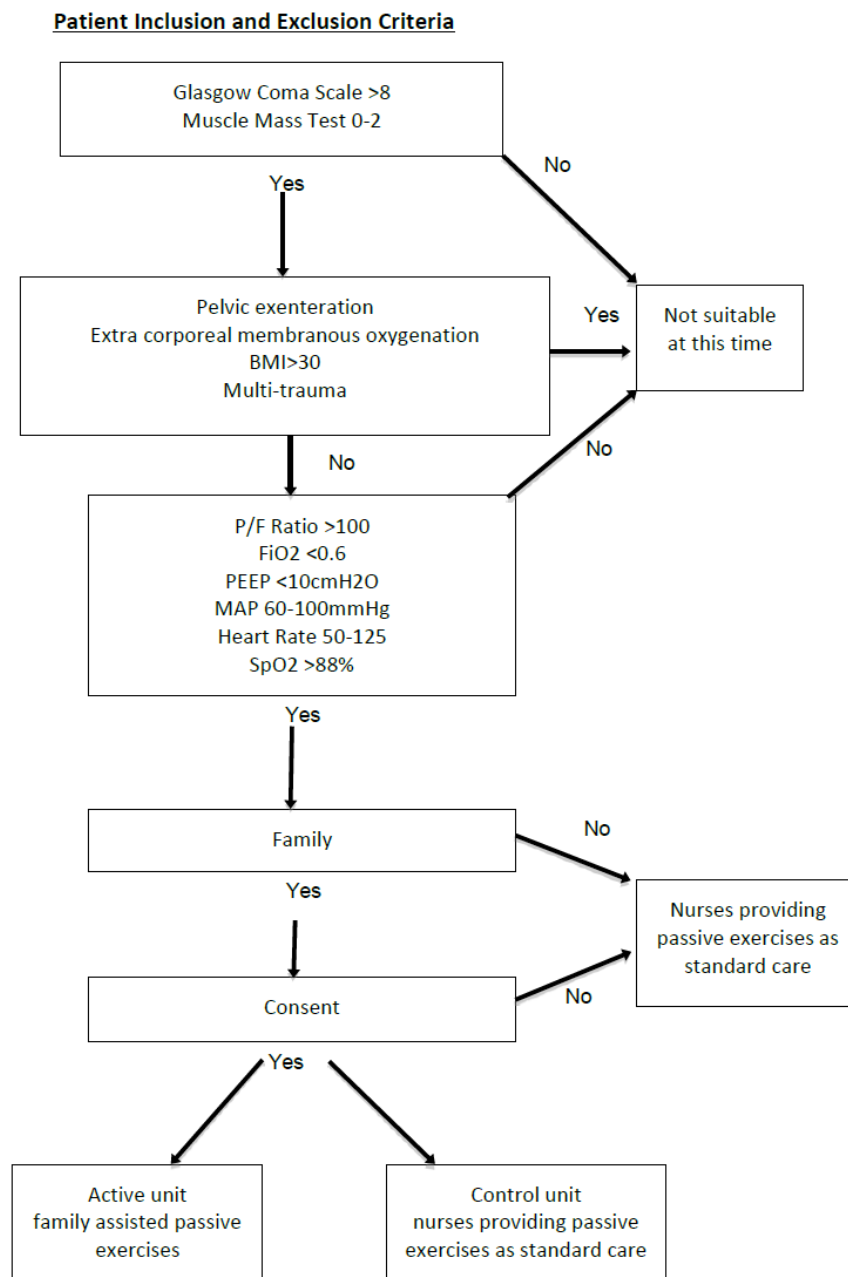 Patient Inclusion and Exclusion Criteria
Glasgow Coma Scale >8
Muscle Mass Test 0-2
No
Yes
Pelvic exenteration
Extra corporeal membranous oxygenation
BMI>30
Multi-trauma
Yes
Not suitable
at this time
No
No
P/F Ratio >100
FiO2 <0.6
PEEP <10cmH2O
MAP 60-100mmHg
Heart Rate 50-125
SpO2 >88%
Yes
Family
No
Yes
Nurses providing
passive exercises as
standard care
Consent
No
Yes
Active unit
family assisted passive
exercises
Control unit
nurses providing passive
exercises as standard care